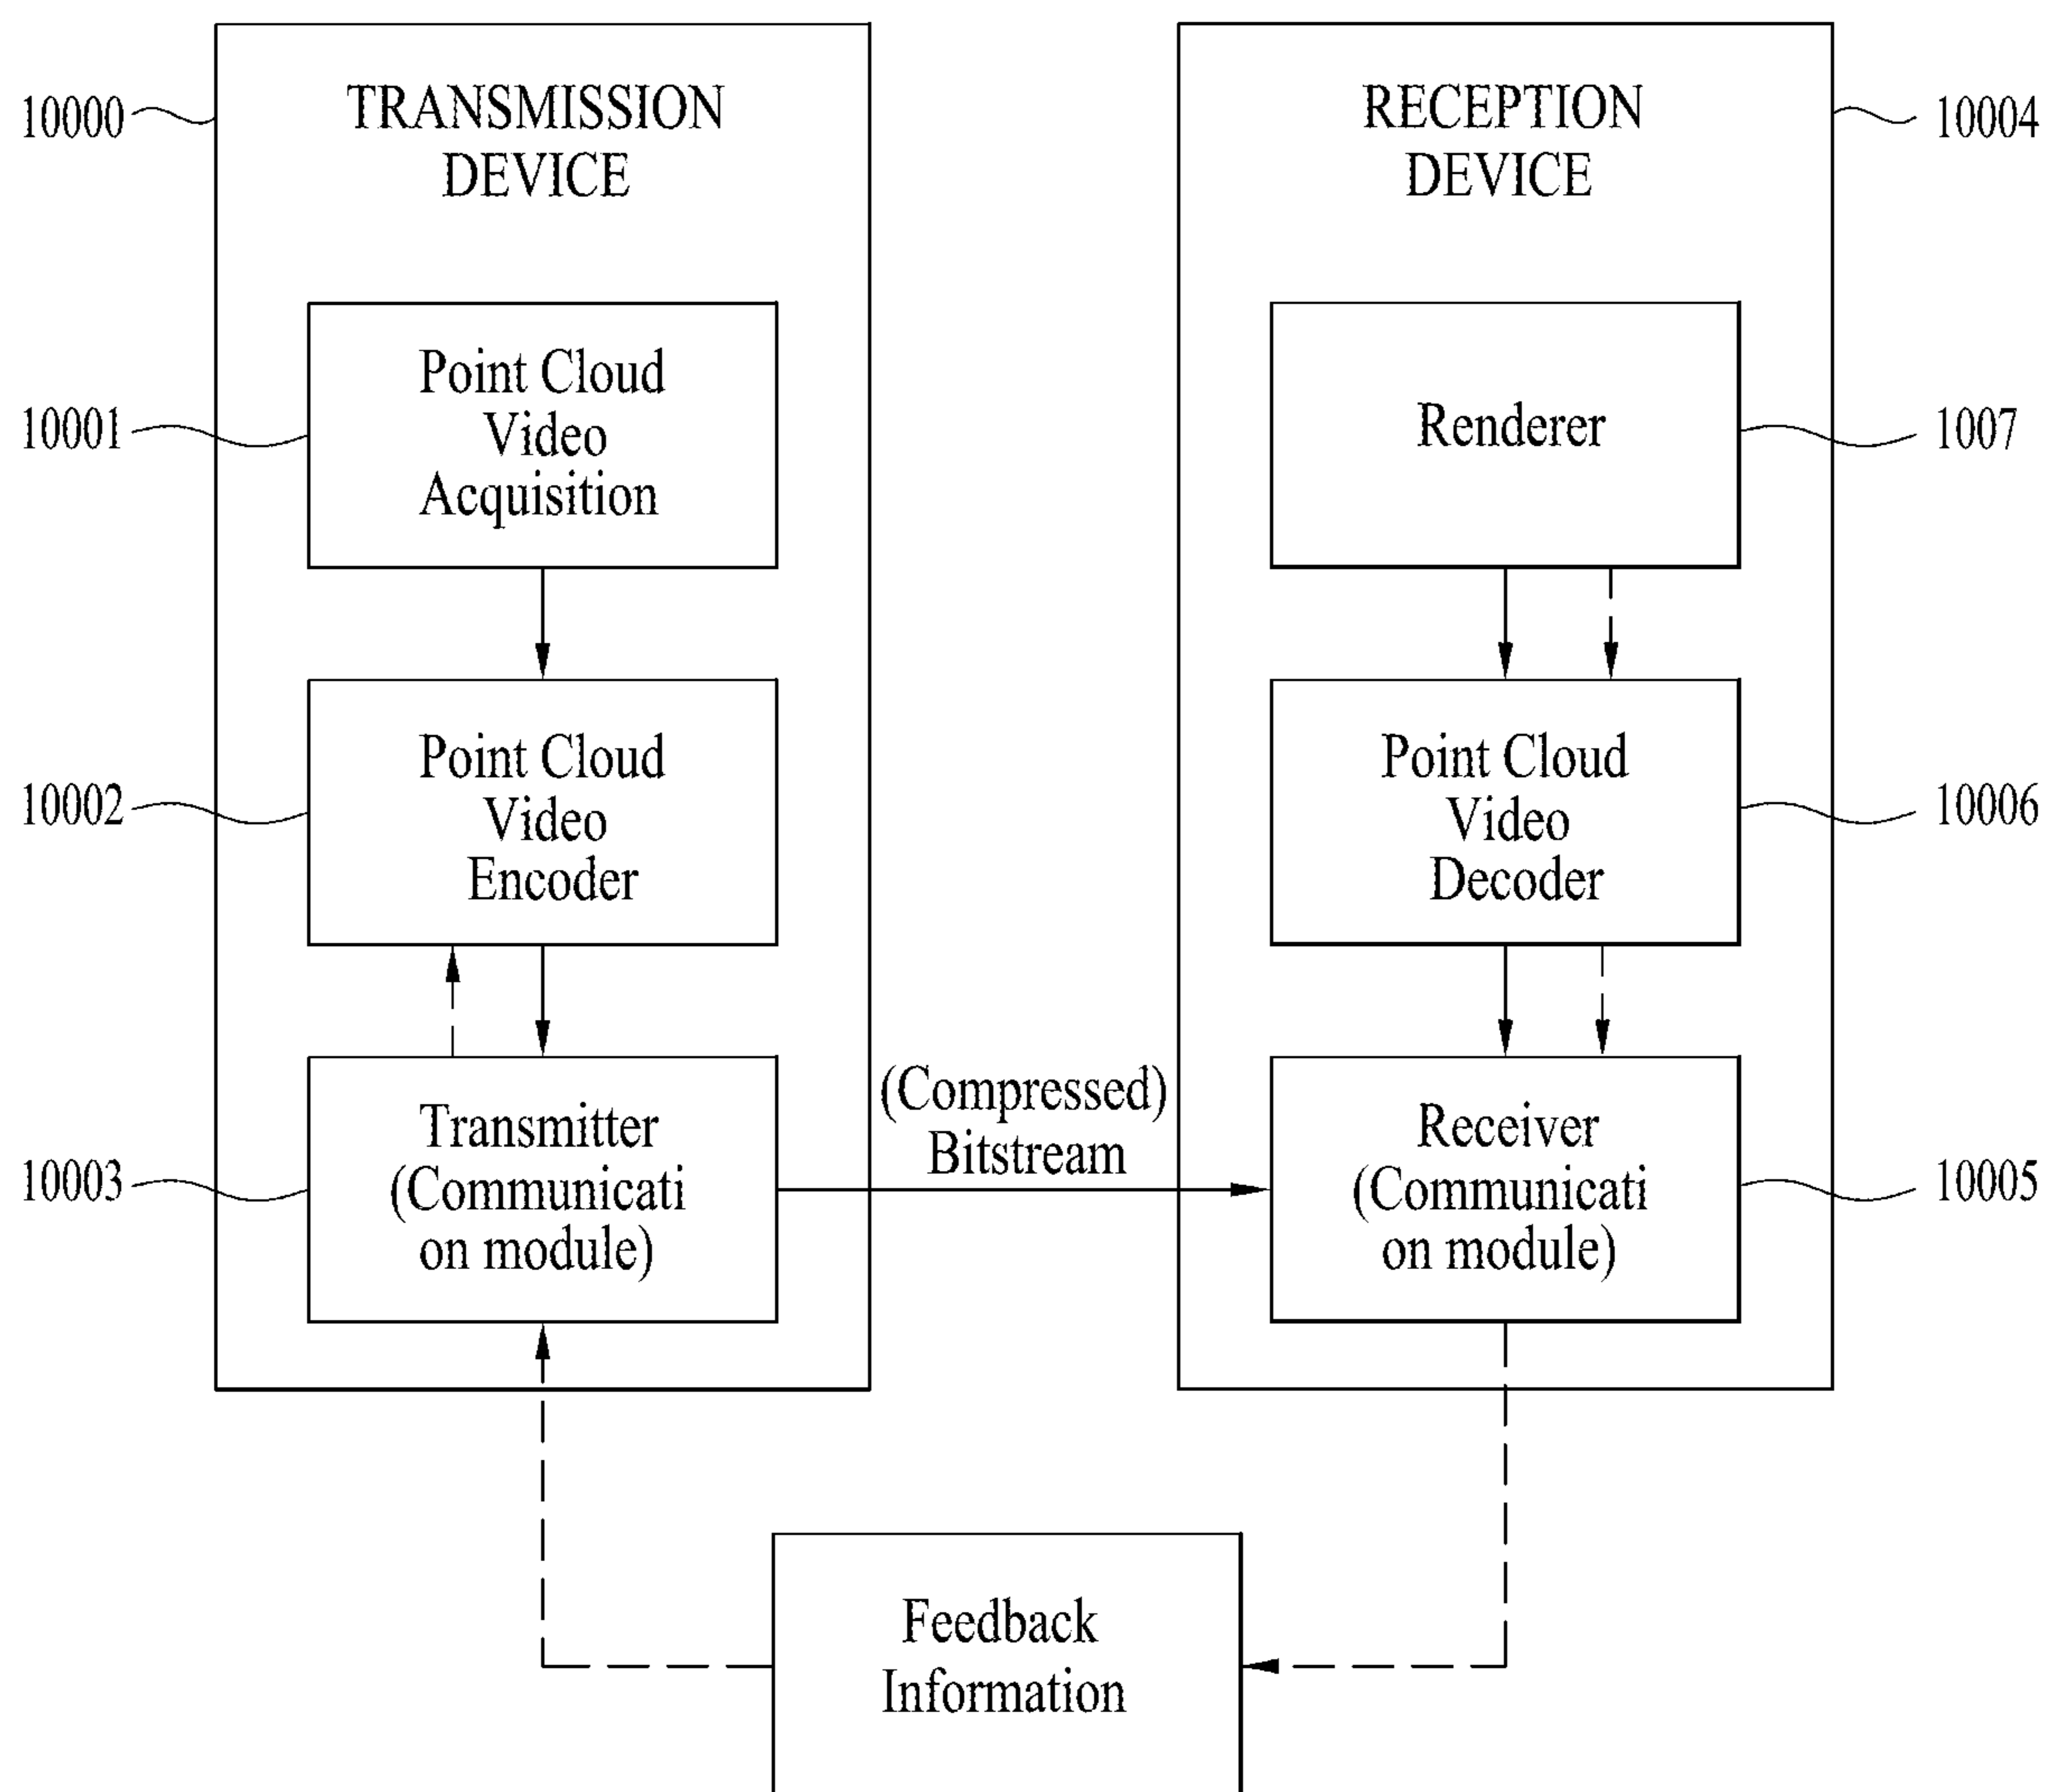 10000
TRANSMISSION
DEVICE
10001
Point Cloud
Video
Acquisition
10002
Point Cloud
Video
Encoder
10003
Transmitter
(Communicati
on module)
(Compressed)
Bitstream
RECEPTION
DEVICE
10004
Renderer
1007
Point Cloud
Video
Decoder
10006
Receiver
(Communicati
on module)
10005
Feedback
Information